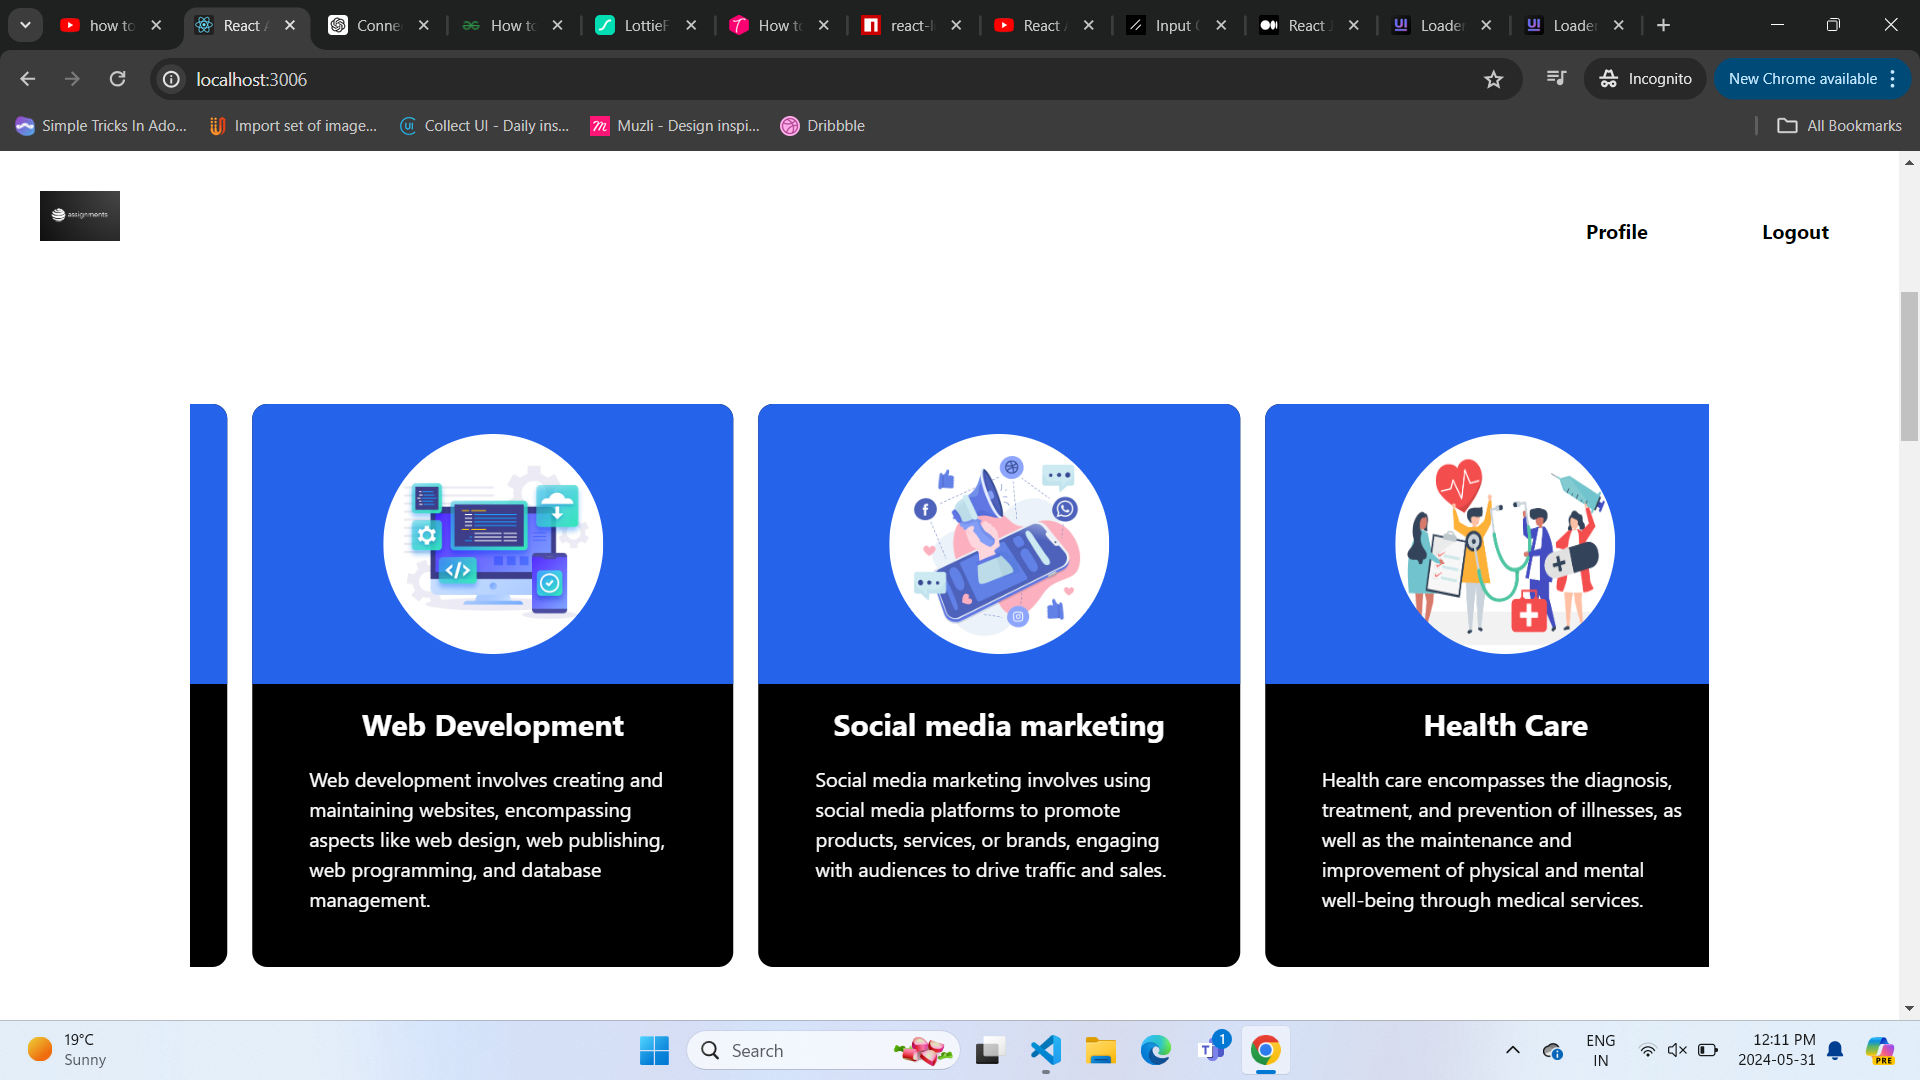 how to
React A
Conne
How to
LottieF
How to
react-l
React A
Input
React J
Loader
Loader
localhost:3006
Incognito
New Chrome available
Simple Tricks In Ado...
Import set of image...
Collect UI - Daily ins...
Muzli - Design inspi...
Dribbble
All Bookmarks
assignments
Profile
Logout
Web Development
Web development involves creating and
maintaining websites, encompassing
aspects like web design, web publishing,
web programming, and database
management.
Social media marketing
Social media marketing involves using
social media platforms to promote
products, services, or brands, engaging
with audiences to drive traffic and sales.
Health Care
Health care encompasses the diagnosis,
treatment, and prevention of illnesses, as
well as the maintenance and
improvement of physical and mental
well-being through medical services.
19°C
Sunny
Search
1
ENG
IN
12:11 PM
2024-05-31
PRE